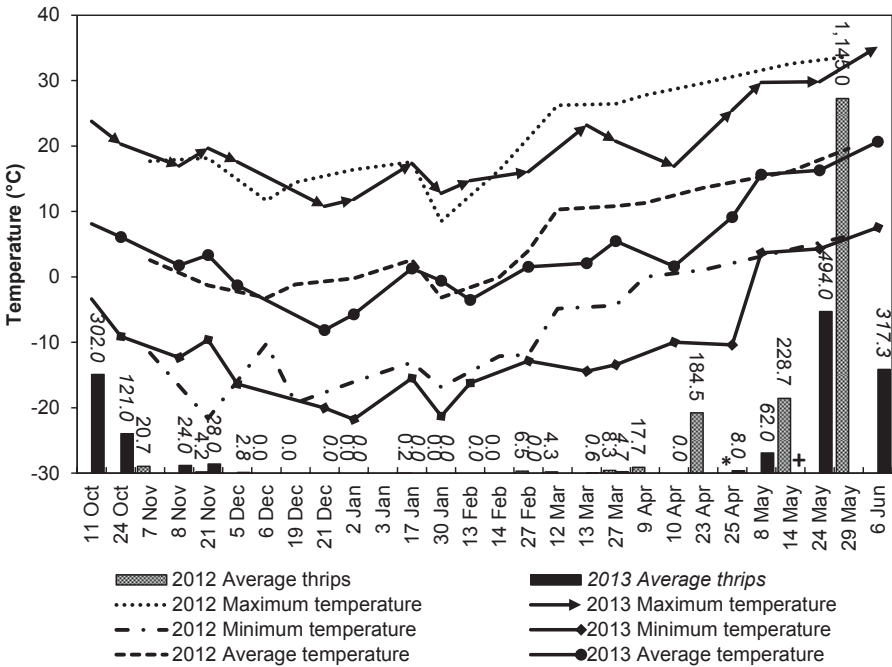 40
30
20
10
0
-10
-20
-30
Temperature (°C)
302.0
121.0
20.7
24.0
4.2
28.0
2.8
0.0
0.0
0.0
0.0
0.0
0.2
0.0
0.0
0.0
0.0
0.0
6.5
0.0
4.3
0.6
8.3
4.7
17.7
0.0
184.5
*
8.0
62.0
228.7
+
494.0
1,145.0
317.3
11 Oct
24 Oct
7 Nov
8 Nov
21 Nov
5 Dec
6 Dec
19 Dec
21 Dec
2 Jan
3 Jan
17 Jan
30 Jan
13 Feb
14 Feb
27 Feb
12 Mar
13 Mar
27 Mar
9 Apr
10 Apr
23 Apr
25 Apr
8 May
14 May
24 May
29 May
6 Jun
2012 Average thrips
2013 Average thrips
2012 Maximum temperature
2013 Maximum temperature
2012 Minimum temperature
2013 Minimum temperature
2012 Average temperature
2013 Average temperature